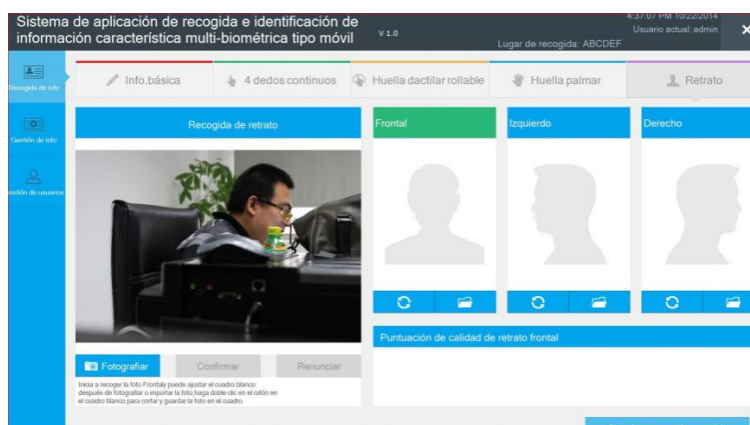 Sistema de aplicación de recogida e identificación de
información característica multi-biométrica tipo móvil
V 1.0
Lugar de recogida: ABCDEF
4:37:07 PM 10/22/2014
Usuario actual: admin
Recogida de info
Gestión de info
estión de usuarios
Info.básica
4 dedos continuos
Huella dactilar rollable
Huella palmar
Retrato
Recogida de retrato
Frontal
Izquierdo
Derecho
Puntuación de calidad de retrato frontal
Fotografiar
Confirmar
Renunciar
Inicia a recoger la foto Frontaly puede ajustar el cuadro blanco
después de fotografiar o importar la foto,haga doble clic en el ratón en
el cuadro blanco para cortar y guardar la foto en el cuadro